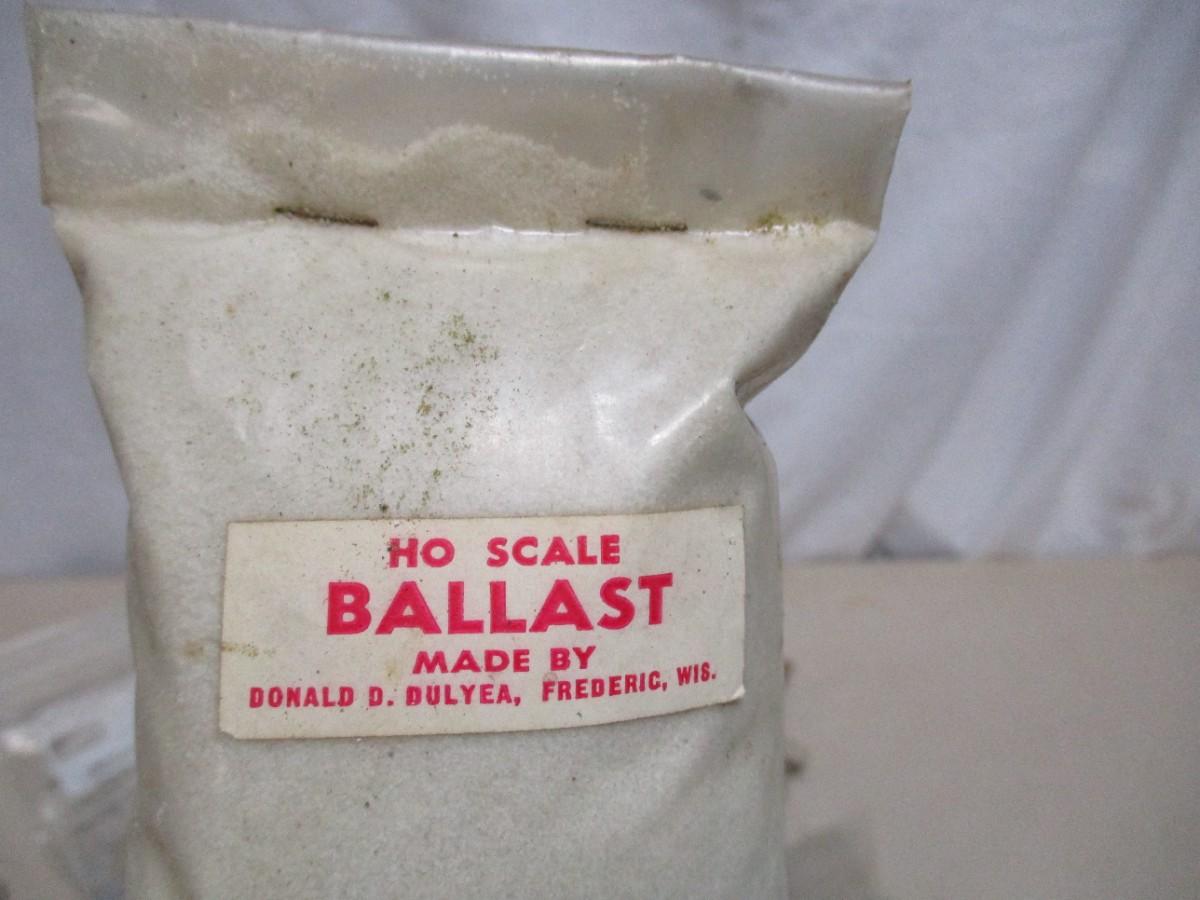 HO SCALE
BALLAST
MADE BY
DONALD D. DULYEA, FREDERIC, WIS.